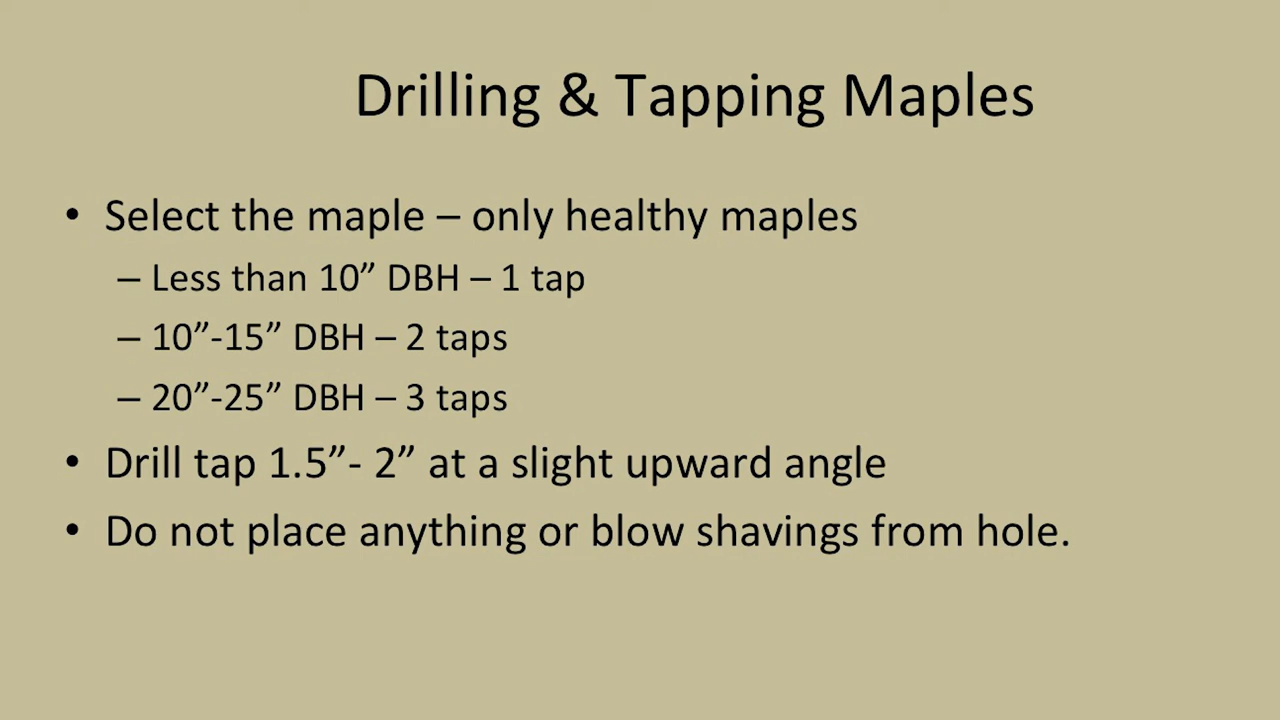 Drilling & Tapping Maples
• Select the maple – only healthy maples
– Less than 10” DBH – 1 tap
– 10”-15” DBH – 2 taps
– 20”-25” DBH – 3 taps
• Drill tap 1.5”- 2” at a slight upward angle
• Do not place anything or blow shavings from hole.